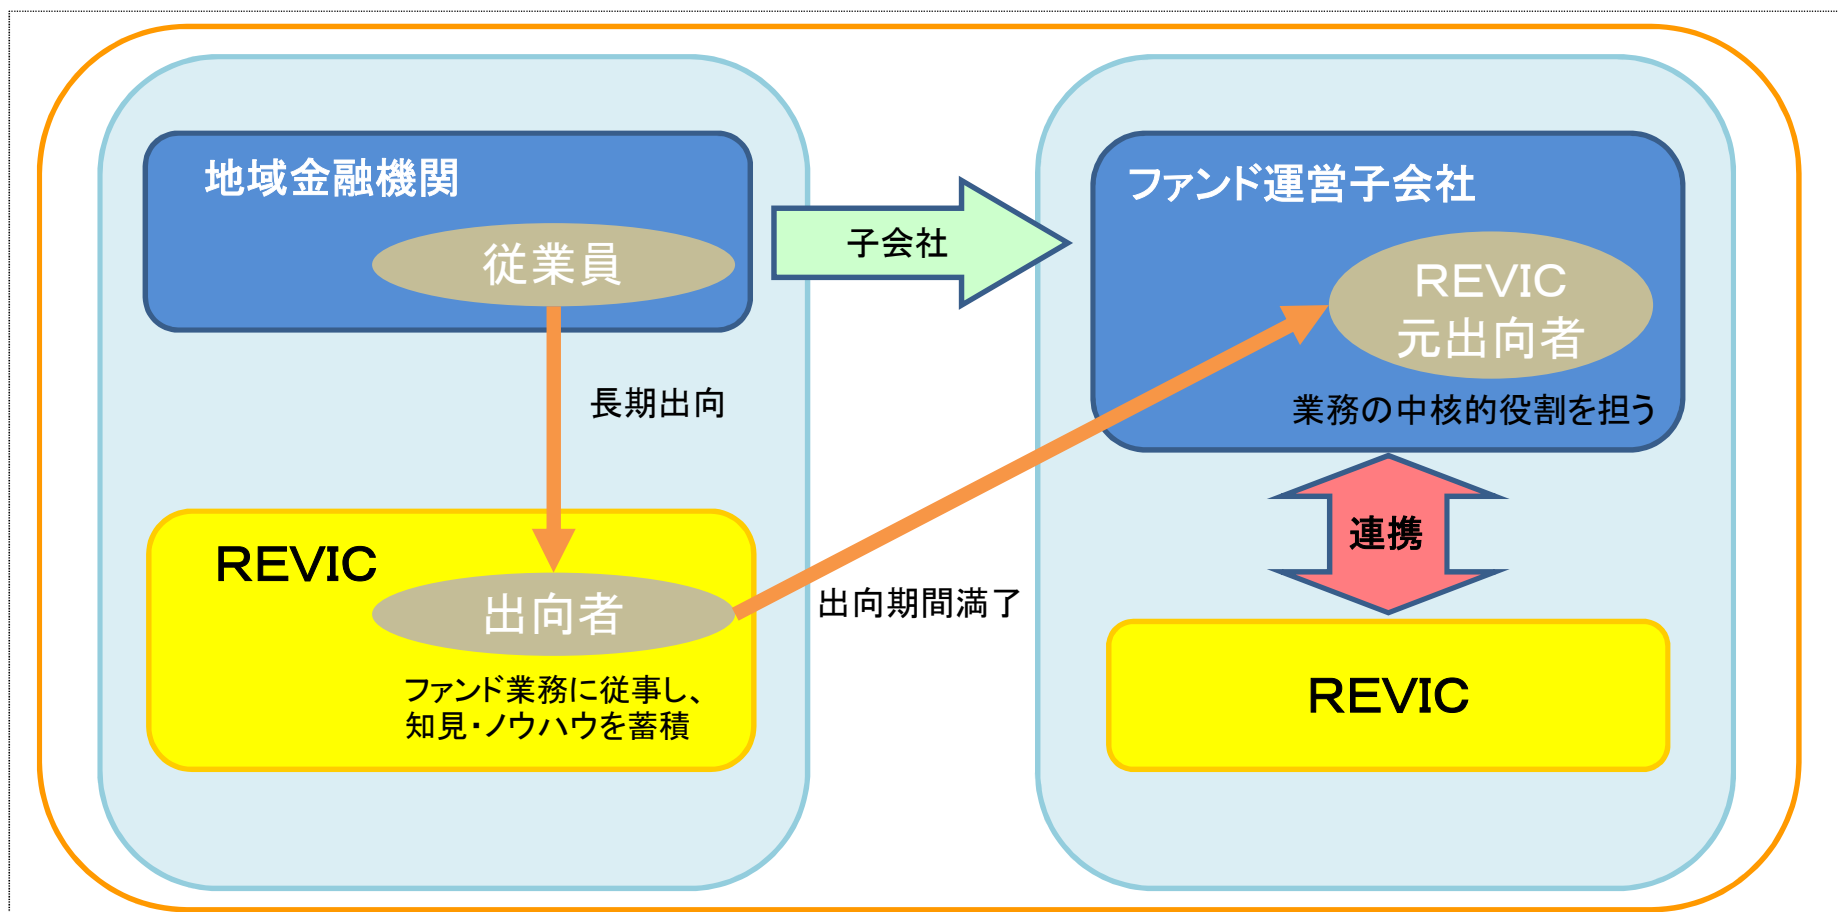 地域金融機関
従業員
長期出向
REVIC
出向者
ファンド業務に従事し、
知見・ノウハウを蓄積
子会社
出向期間満了
ファンド運営子会社
REVIC
元出向者
業務の中核的役割を担う
連携
REVIC